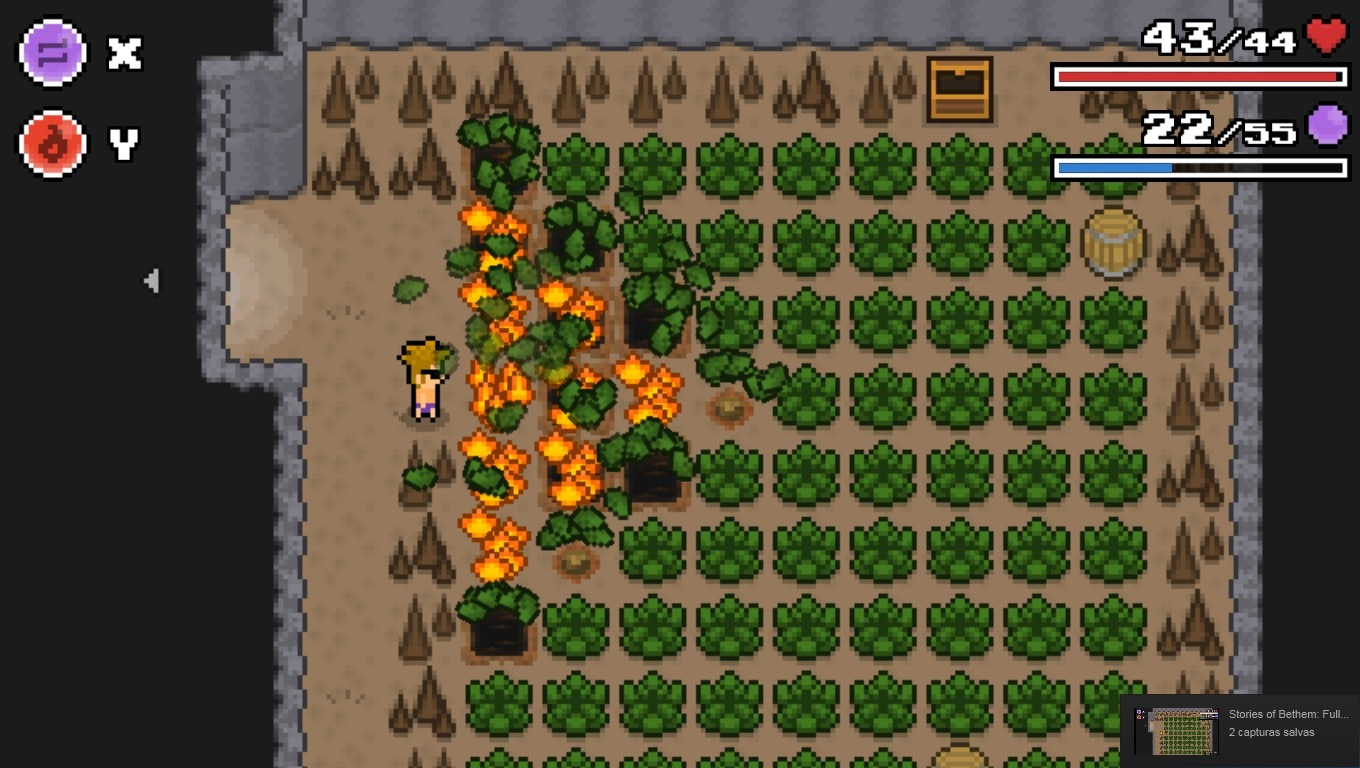 X
43/44
Y
22/55
Stories of Bethem: Full...
2 capturas salvas